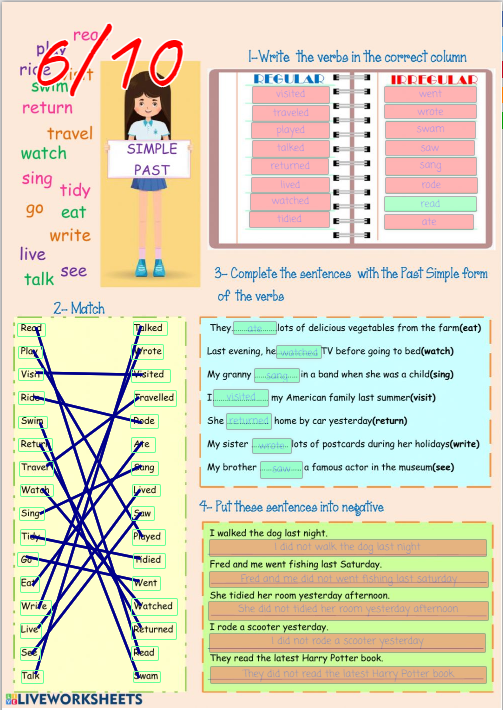 read
play
ride
visit
swim
return
travel
watch
sing
tidy
go
eat
write
live
talk
see
6/10
SIMPLE
PAST
1-Write the verbs in the correct column
REGULAR IRREGULAR
visited went
traveled wrote
played swam
talked saw
returned sang
lived rode
watched read
tidied ate
2- Match
Read Talked
Play Wrote
Visit Visited
Ride Travelled
Swim Rode
Return Ate
Travel Sung
Watch Lived
Sing Saw
Tidy Played
Go Tidied
Eat Went
Write Watched
Live Returned
See Read
Talk Swam
3- Complete the sentences with the Past Simple form
of the verbs
They ate lots of delicious vegetables from the farm(eat)
Last evening, he watched TV before going to bed(watch)
My granny sang in a band when she was a child(sing)
I visited my American family last summer(visit)
She returned home by car yesterday(return)
My sister wrote lots of postcards during her holidays(write)
My brother saw a famous actor in the museum(see)
4- Put these sentences into negative
I walked the dog last night.
I did not walk the dog last night
Fred and me went fishing last Saturday.
Fred and me did not went fishing last saturday
She tidied her room yesterday afternoon.
She did not tidied her room yesterday afternoon
I rode a scooter yesterday.
I did not rode a scooter yesterday
They read the latest Harry Potter book.
They did not read the latest Harry Potter book.
LIVEWORKSHEETS